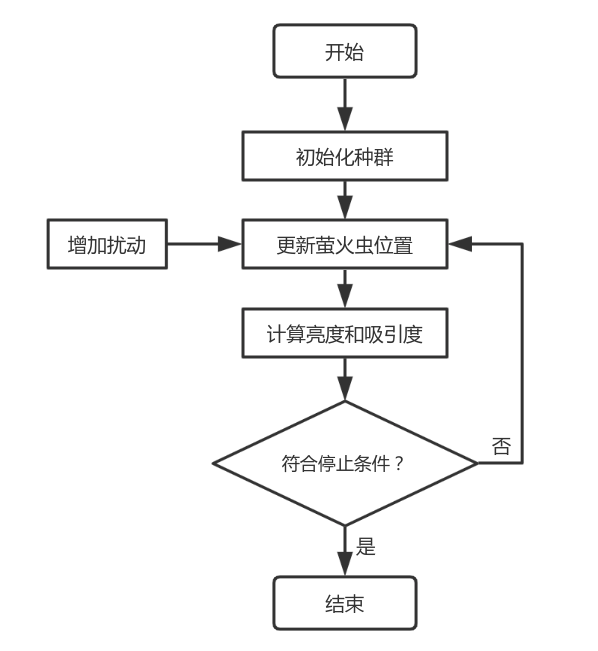 开始
初始化种群
增加扰动
更新萤火虫位置
计算亮度和吸引度
符合停止条件？
否
是
结束